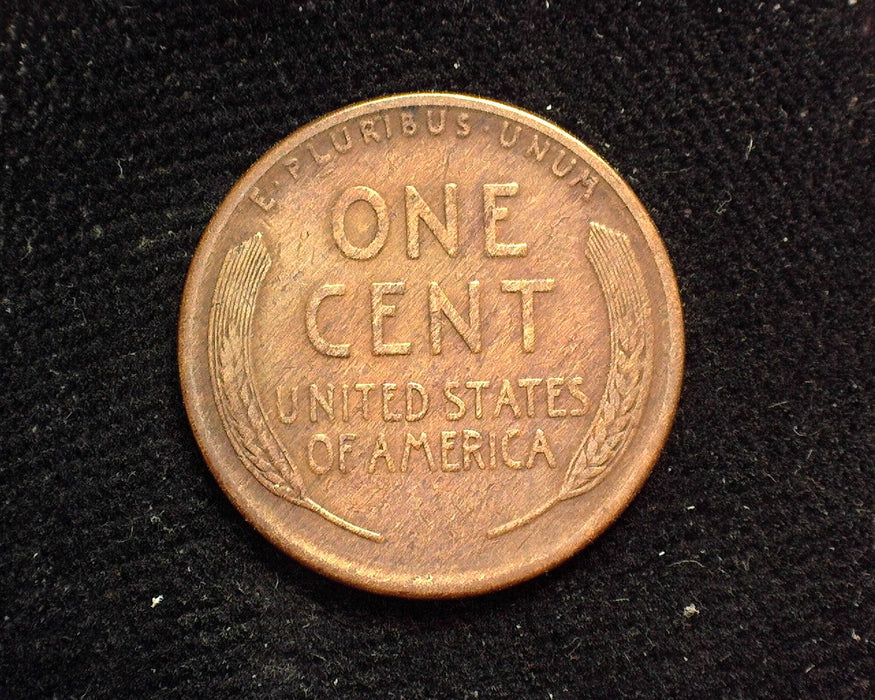 E·PLURIBUS·UNUM
ONE
CENT
UNITED STATES
OF·AMERICA